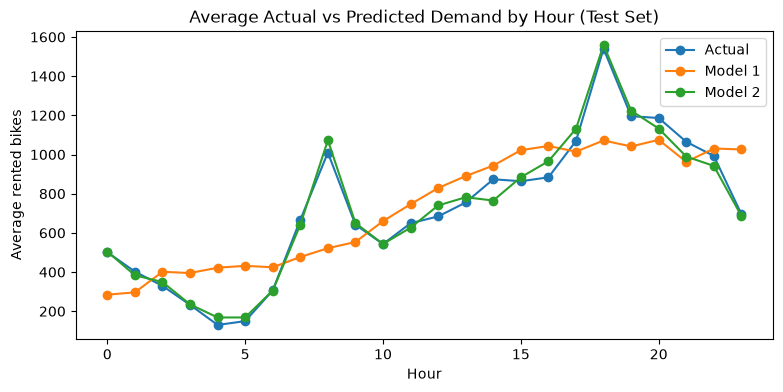 Average Actual vs Predicted Demand by Hour (Test Set)
Average rented bikes
1600
1400
1200
1000
800
600
400
200
Actual
Model 1
Model 2
0
5
10
15
20
Hour